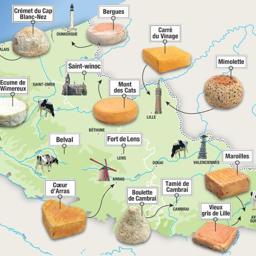 Crémet du Cap
Blanc-Nez
Bergues
Carré
du Vinage
DUNKERQUE
ALAIS
Mimolette
Saint-winoc
Ecume de
Wimereux
SAINT-OMER
Mont
des Cats
LILLE
BÉTHUNE
Belval
Fort de Lens
LENS
DOUAI
VALENCIENNES
Maroilles
ARRAS
Cœur
d'Arras
Boulette
de Cambrai
Tamié de
Cambrai
CAMBRAI
Vieux
gris de Lille